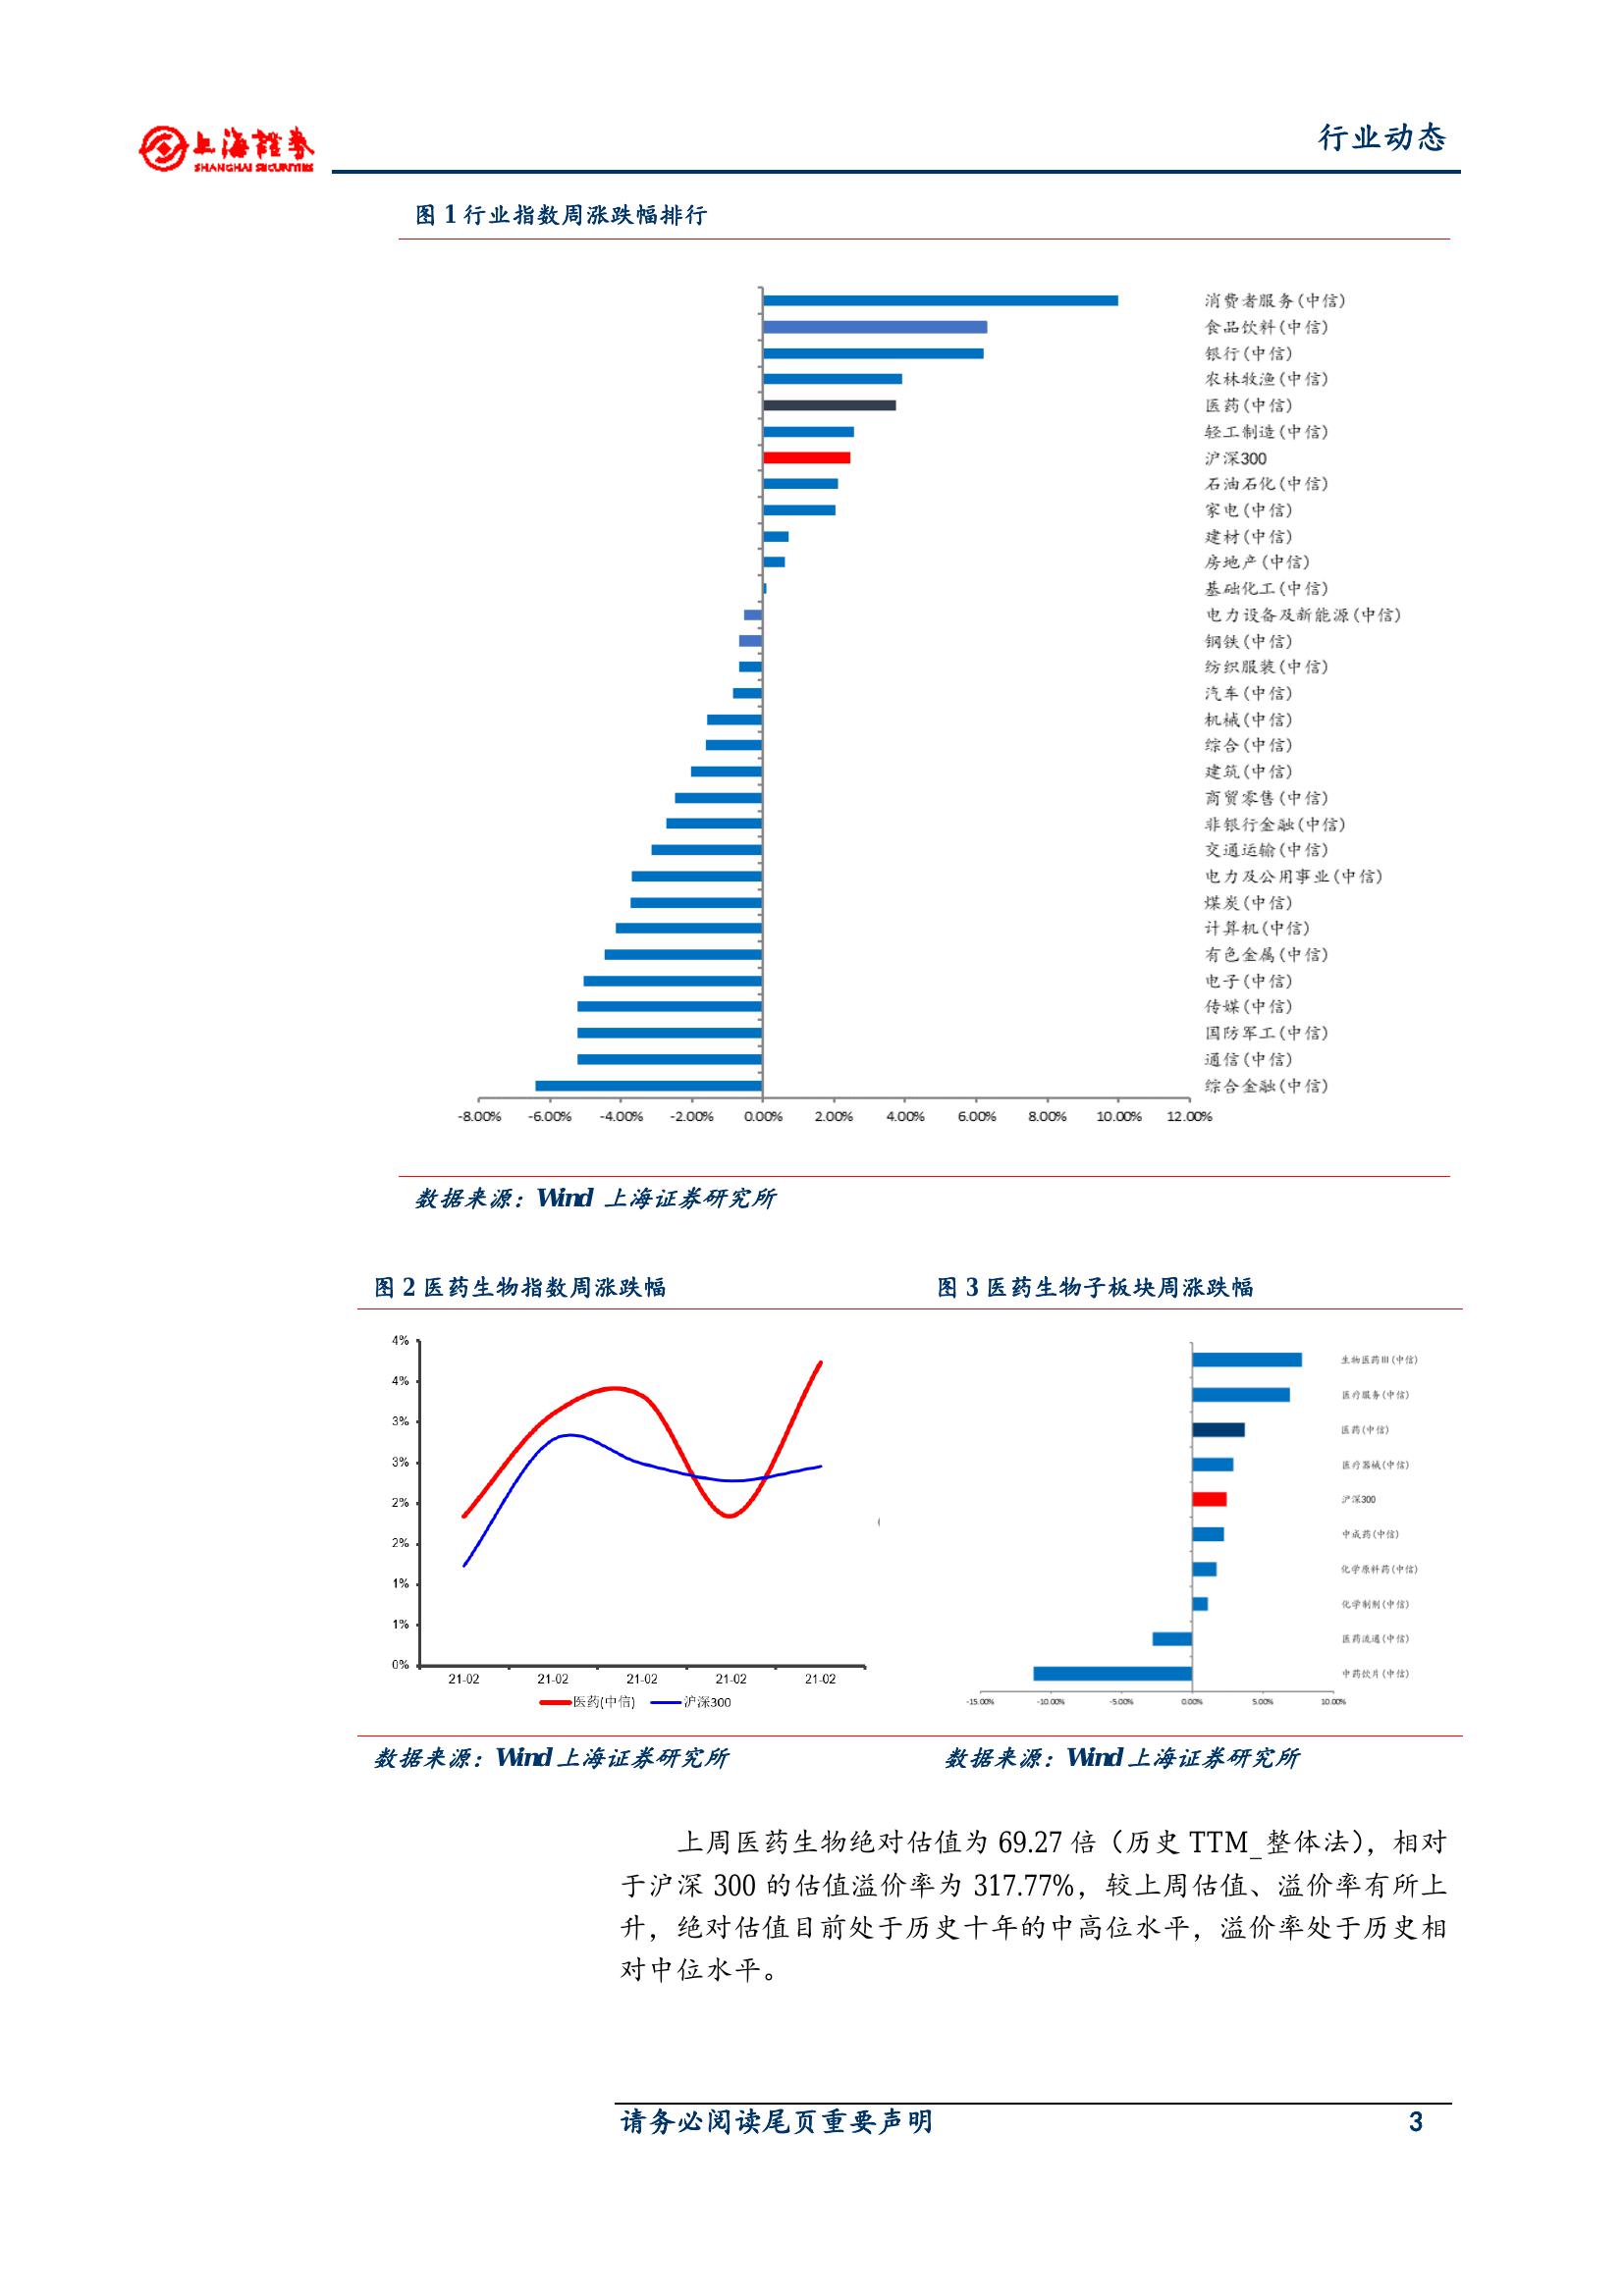 上海證券
SHANGHAI SECURITIES
行业动态
图 1 行业指数周涨跌幅排行
消费者服务(中信)
食品饮料(中信)
银行(中信)
农林牧渔(中信)
医药(中信)
轻工制造(中信)
沪深300
石油石化(中信)
家电(中信)
建材(中信)
房地产(中信)
基础化工(中信)
电力设备及新能源(中信)
钢铁(中信)
纺织服装(中信)
汽车(中信)
机械(中信)
综合(中信)
建筑(中信)
商贸零售(中信)
非银行金融(中信)
交通运输(中信)
电力及公用事业(中信)
煤炭(中信)
计算机(中信)
有色金属(中信)
电子(中信)
传媒(中信)
国防军工(中信)
通信(中信)
综合金融(中信)
-8.00% -6.00% -4.00% -2.00% 0.00% 2.00% 4.00% 6.00% 8.00% 10.00% 12.00%
数据来源：Wind 上海证券研究所
图 2 医药生物指数周涨跌幅
4%
4%
3%
3%
2%
2%
1%
1%
0%
21-02 21-02 21-02 21-02 21-02
医药(中信) 沪深300
数据来源：Wind 上海证券研究所
图 3 医药生物子板块周涨跌幅
生物医药III(中信)
医疗服务(中信)
医药(中信)
医疗器械(中信)
沪深300
中成药(中信)
化学原料药(中信)
化学制剂(中信)
医药流通(中信)
中药饮片(中信)
-15.00% -10.00% -5.00% 0.00% 5.00% 10.00%
数据来源：Wind 上海证券研究所
上周医药生物绝对估值为 69.27 倍（历史 TTM_整体法），相对
于沪深 300 的估值溢价率为 317.77%，较上周估值、溢价率有所上
升，绝对估值目前处于历史十年的中高位水平，溢价率处于历史相
对中位水平。
请务必阅读尾页重要声明 3